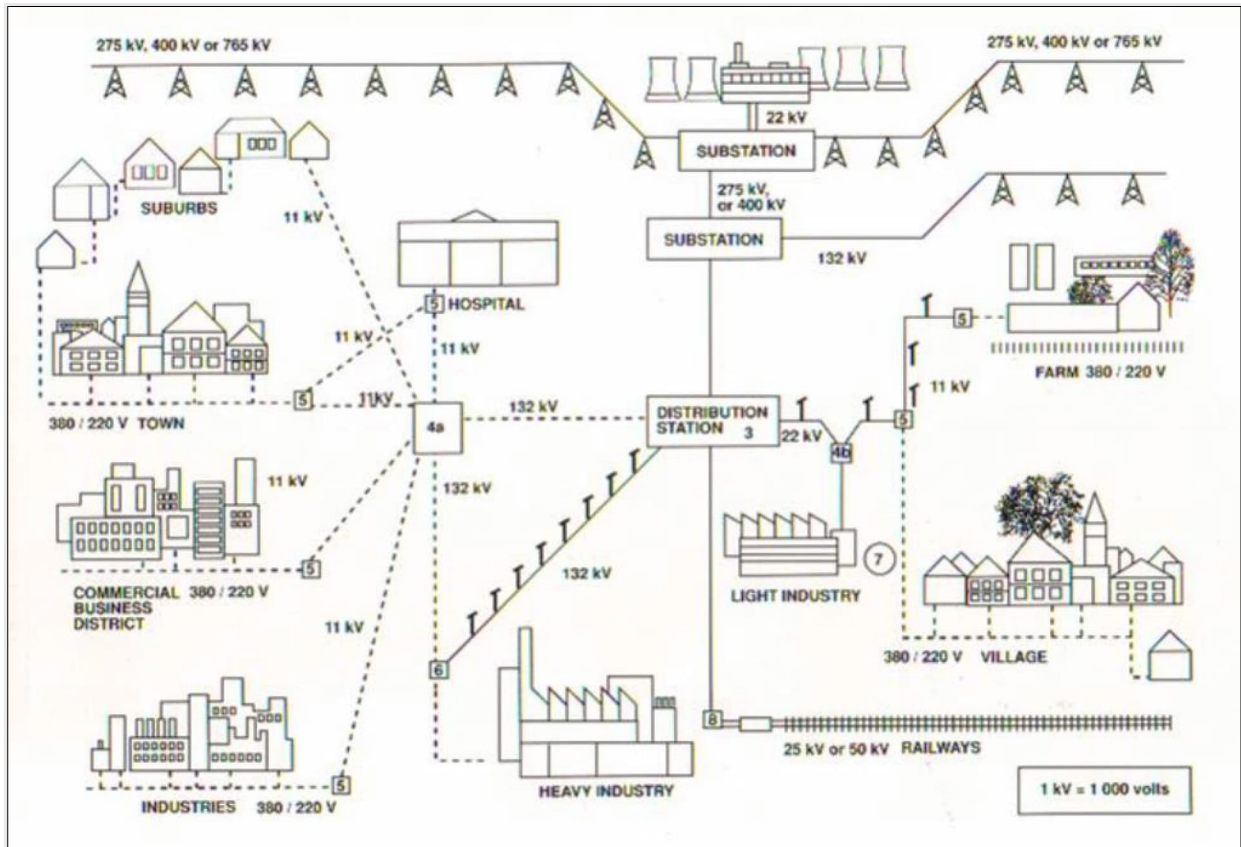 275 kV, 400 kV or 765 kV
275 kV, 400 kV or 765 kV
22 kV
SUBSTATION
275 kV,
or 400 kV
SUBSTATION
132 kV
SUBURBS
11 kV
5
HOSPITAL
11 kV
11 kV
5
11kV
380 / 220 V TOWN
4a
132 kV
DISTRIBUTION
STATION 3
22 kV
4b
5
11 kV
5
FARM 380 / 220 V
11 kV
132 kV
5
COMMERCIAL 380 / 220 V
BUSINESS
DISTRICT
132 kV
7
LIGHT INDUSTRY
11 kV
6
380 / 220 V VILLAGE
8
25 kV or 50 kV RAILWAYS
5
INDUSTRIES 380 / 220 V
HEAVY INDUSTRY
1 kV = 1 000 volts